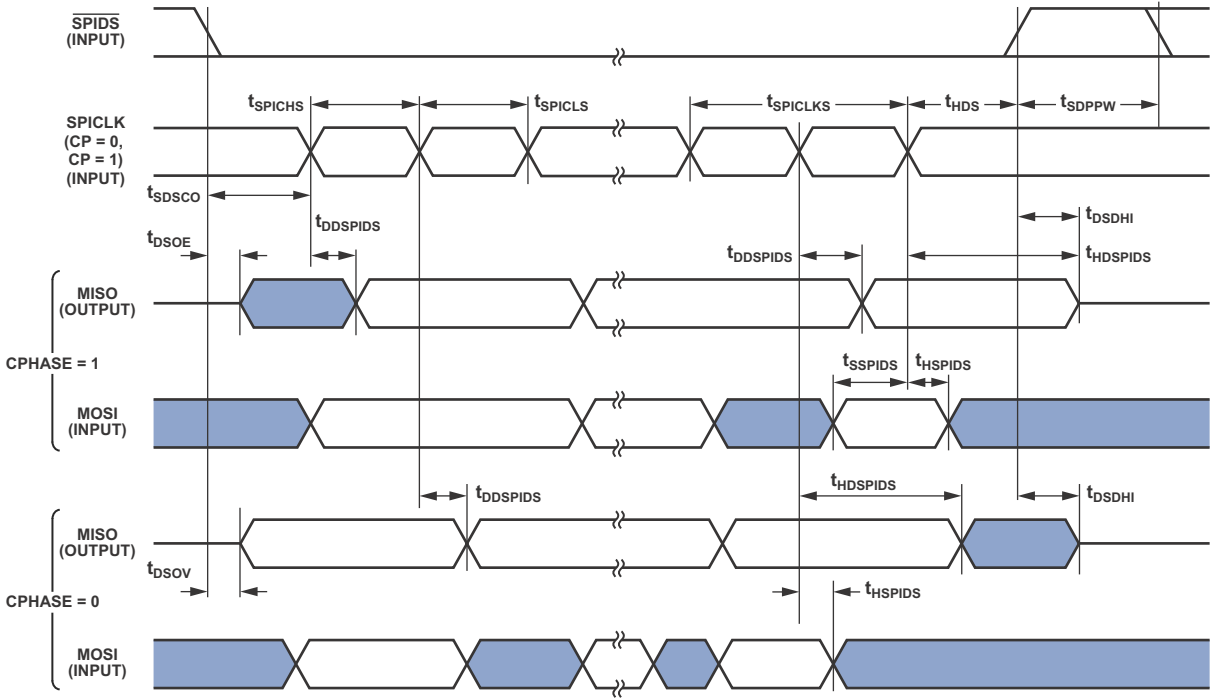 SPIDS
(INPUT)
tSPICHS
tSPICLS
tSPICLKS
tHDS
tSDPPW
SPICLK
(CP = 0,
CP = 1)
(INPUT)
tSDSCO
tDDSPIDS
tDSOE
tDSDHI
tDDSPIDS
tHDSPIDS
MISO
(OUTPUT)
CPHASE = 1
tSSPIDS
tHSPIDS
MOSI
(INPUT)
tDDSPIDS
tHDSPIDS
tDSDHI
MISO
(OUTPUT)
tDSOV
tHSPIDS
CPHASE = 0
MOSI
(INPUT)